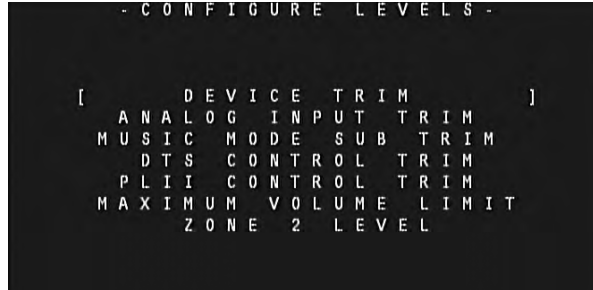 -CONFIGURE LEVELS-
[ DEVICE TRIM ]
ANALOG INPUT TRIM
MUSIC MODE SUB TRIM
DTS CONTROL TRIM
PLII CONTROL TRIM
MAXIMUM VOLUME LIMIT
ZONE 2 LEVEL